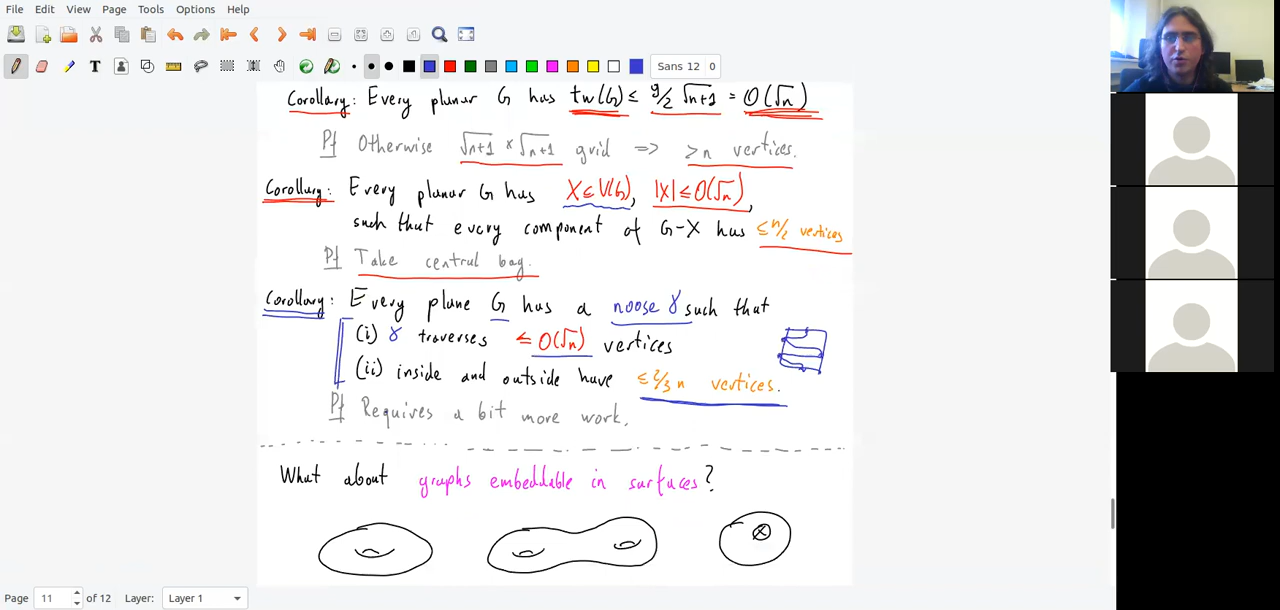 File Edit View Page Tools Options Help
Sans 12 0
Corollary: Every planar G has tw(G) ≤ 9/2 √n+1 = O(√n)
Pf Otherwise √n+1 × √n+1 grid ⇒ >n vertices.
Corollary: Every planar G has X⊆V(G), |X| ≤ O(√n),
such that every component of G-X has ≤ n/2 vertices
Pf Take central bag.
Corollary: Every plane G has a noose γ such that
(i) γ traverses ≤ O(√n) vertices
(ii) inside and outside have ≤ 2/3 n vertices.
Pf Requires a bit more work.
What about graphs embeddable in surfaces?
Page 11 of 12 Layer: Layer 1